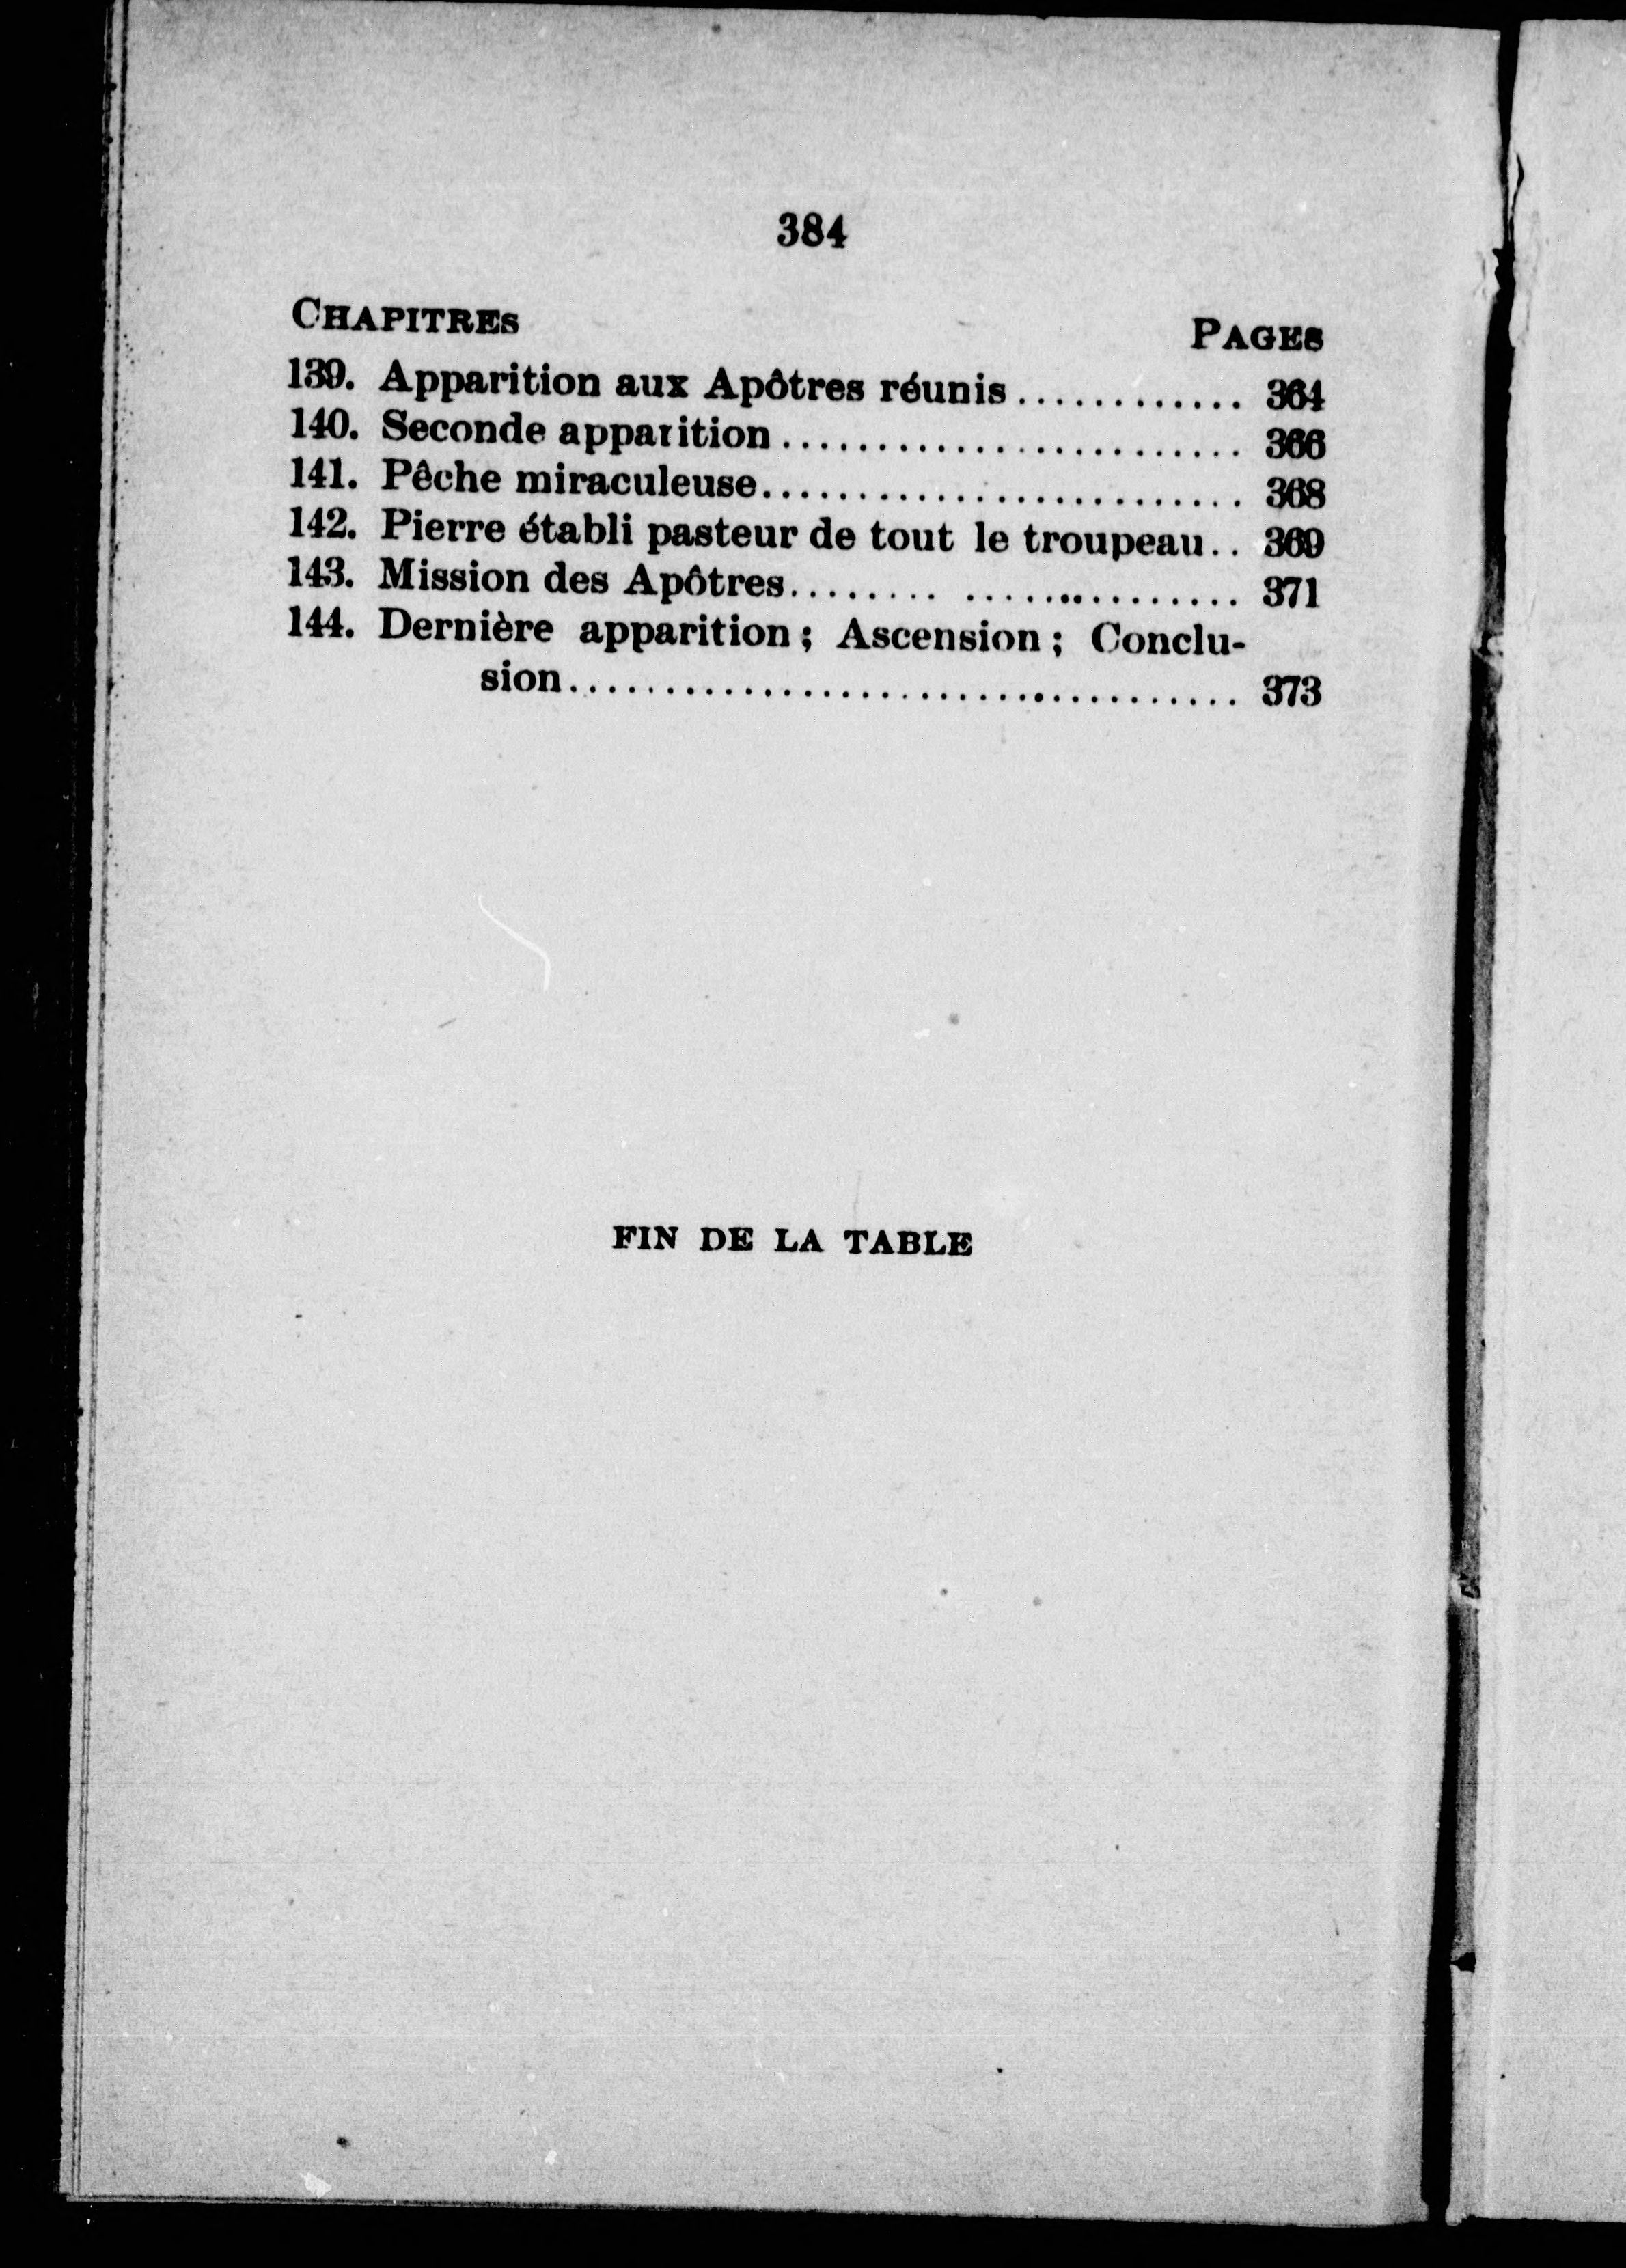 384
CHAPITRES PAGES
139. Apparition aux Apôtres réunis............ 364
140. Seconde apparition........................ 366
141. Pêche miraculeuse......................... 368
142. Pierre établi pasteur de tout le troupeau.. 369
143. Mission des Apôtres........ ............... 371
144. Dernière apparition; Ascension; Conclu-
sion................................... 373
FIN DE LA TABLE